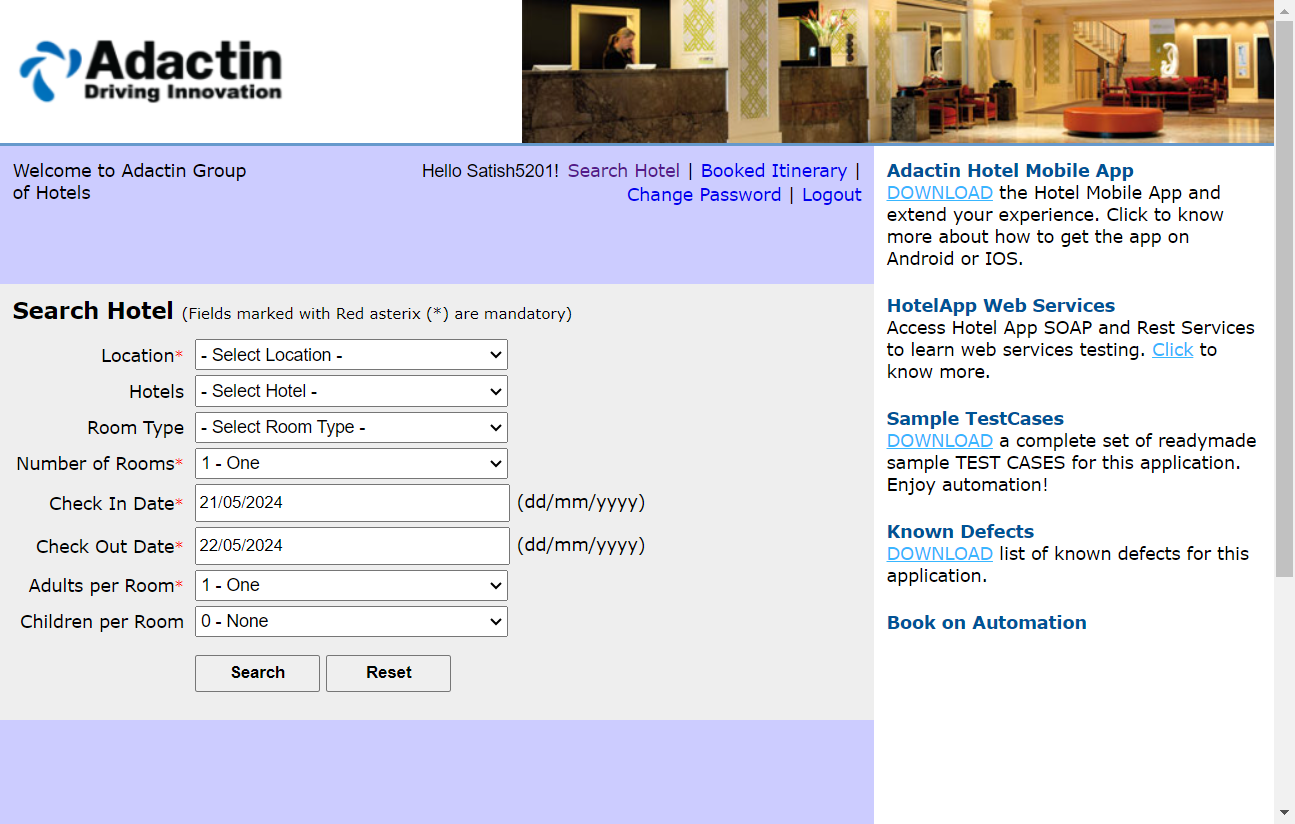 Adactin
Driving Innovation
Welcome to Adactin Group
of Hotels
Hello Satish5201! Search Hotel | Booked Itinerary |
Change Password | Logout
Search Hotel (Fields marked with Red asterix (*) are mandatory)
Location* - Select Location -
Hotels - Select Hotel -
Room Type - Select Room Type -
Number of Rooms* 1 - One
Check In Date* 21/05/2024 (dd/mm/yyyy)
Check Out Date* 22/05/2024 (dd/mm/yyyy)
Adults per Room* 1 - One
Children per Room 0 - None
Search Reset
Adactin Hotel Mobile App
DOWNLOAD the Hotel Mobile App and
extend your experience. Click to know
more about how to get the app on
Android or IOS.
HotelApp Web Services
Access Hotel App SOAP and Rest Services
to learn web services testing. Click to
know more.
Sample TestCases
DOWNLOAD a complete set of readymade
sample TEST CASES for this application.
Enjoy automation!
Known Defects
DOWNLOAD list of known defects for this
application.
Book on Automation